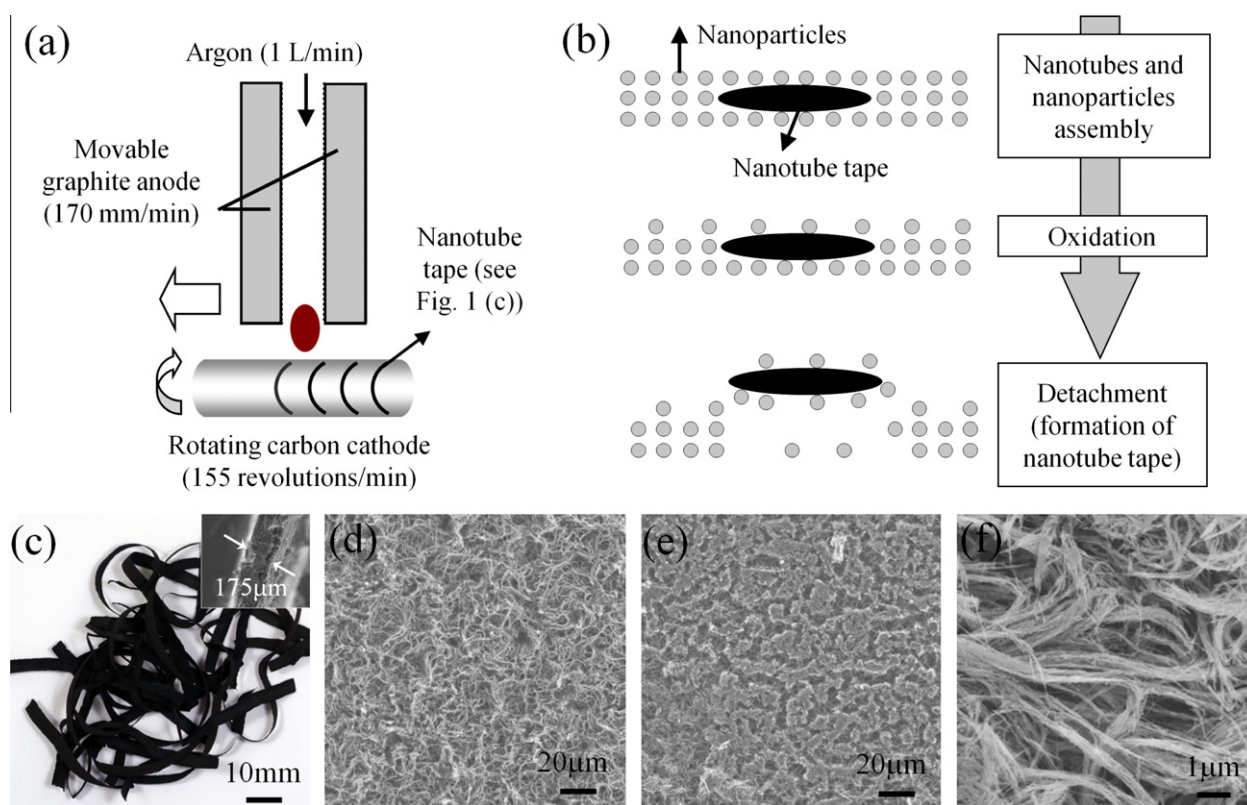 (a)
Argon (1 L/min)
Movable
graphite anode
(170 mm/min)
Nanotube
tape (see
Fig. 1 (c))
Rotating carbon cathode
(155 revolutions/min)
(b)
Nanoparticles
Nanotube tape
Nanotubes and
nanoparticles
assembly
Oxidation
Detachment
(formation of
nanotube tape)
(c)
175μm
10mm
(d)
20μm
(e)
20μm
(f)
1μm